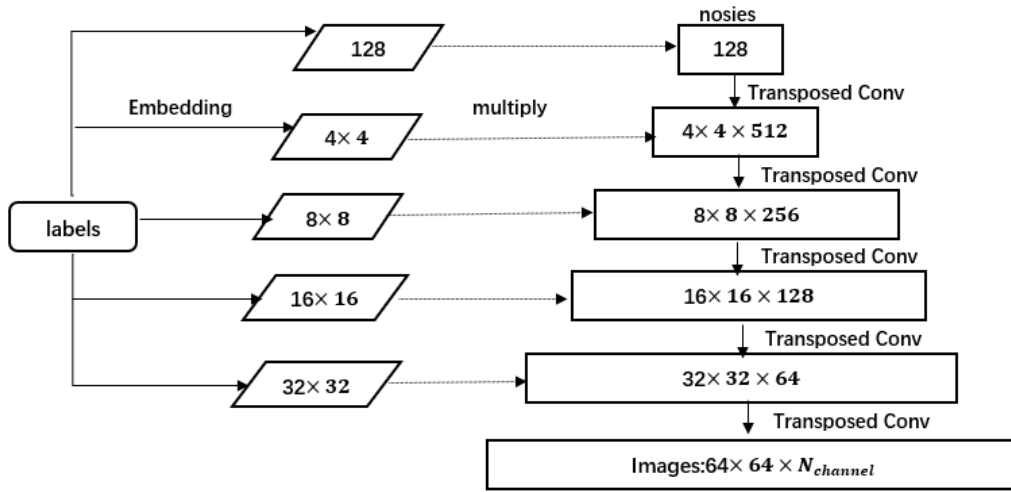 nosies
128
128
Transposed Conv
Embedding
multiply
4× 4
4× 4 × 512
Transposed Conv
labels
8× 8
8× 8 × 256
Transposed Conv
16× 16
16× 16 × 128
Transposed Conv
32× 32
32× 32 × 64
Transposed Conv
Images:64× 64 × N_channel